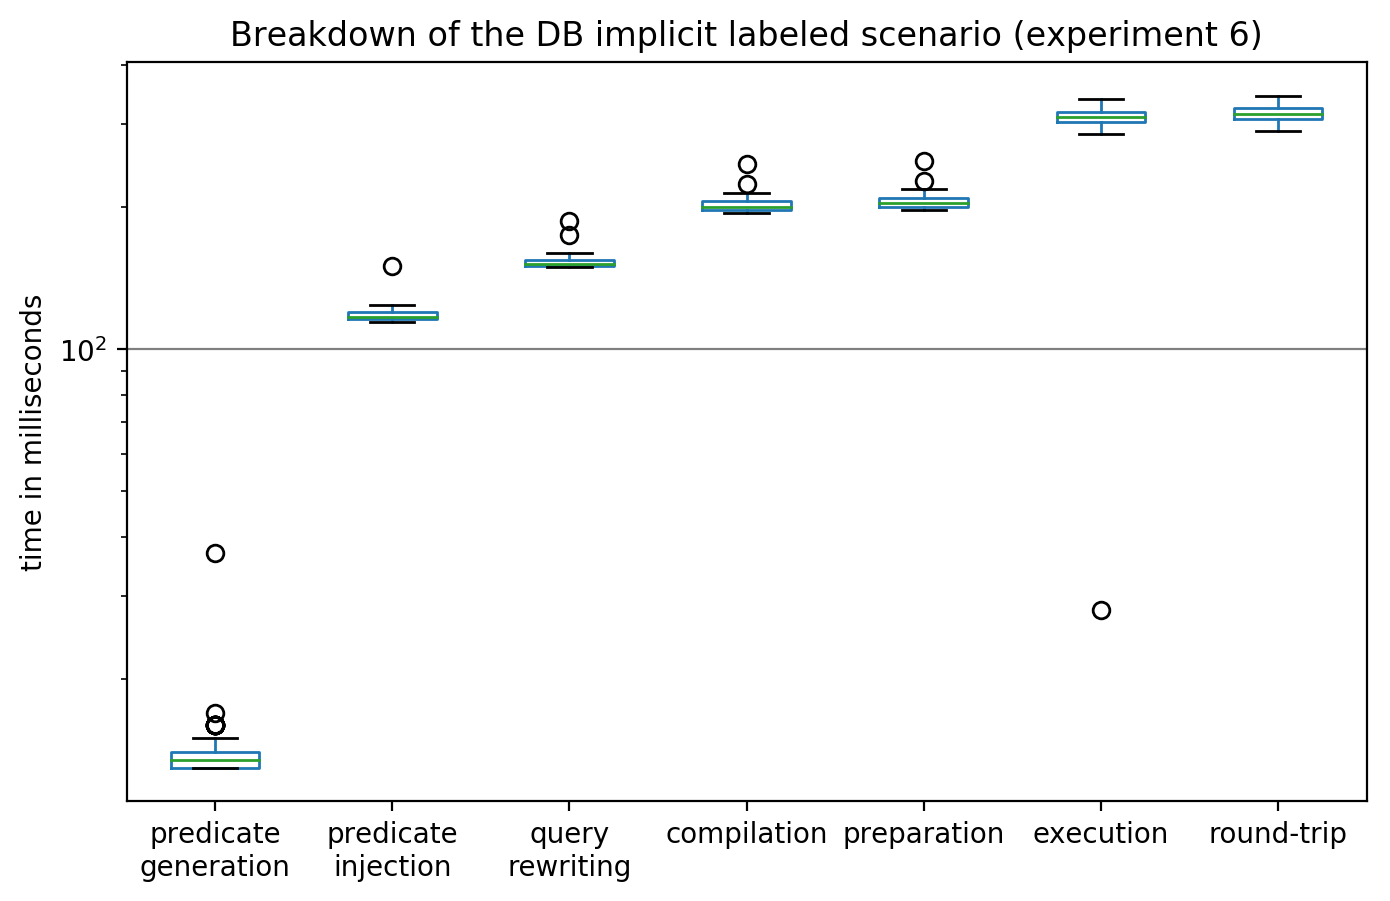 Breakdown of the DB implicit labeled scenario (experiment 6)
time in milliseconds
10²
predicate generation
predicate injection
query rewriting
compilation
preparation
execution
round-trip